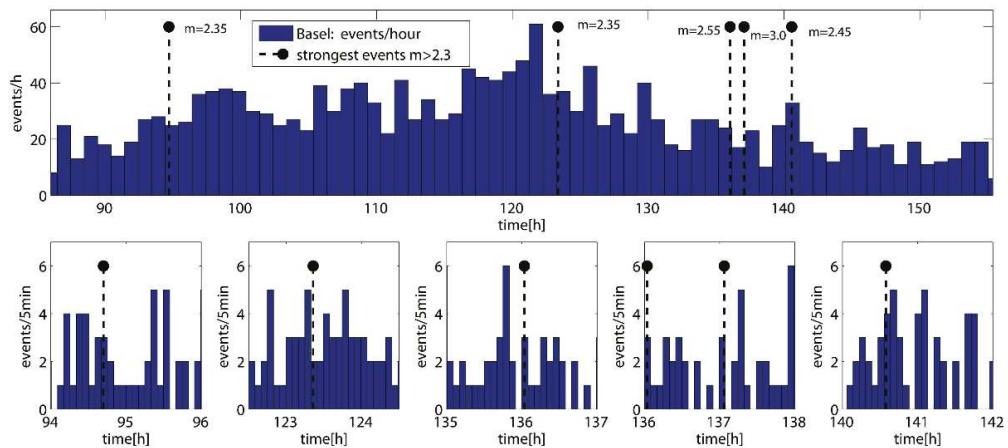 60
40
20
0
events/h
m=2.35
Basel: events/hour
strongest events m>2.3
m=2.35
m=2.55
m=3.0
m=2.45
90
100
110
120
130
140
150
time[h]
6
4
2
0
events/5min
94
95
96
time[h]
6
4
2
0
events/5min
123
124
time[h]
6
4
2
0
events/5min
135
136
137
time[h]
6
4
2
0
events/5min
136
137
138
time[h]
6
4
2
0
events/5min
140
141
142
time[h]